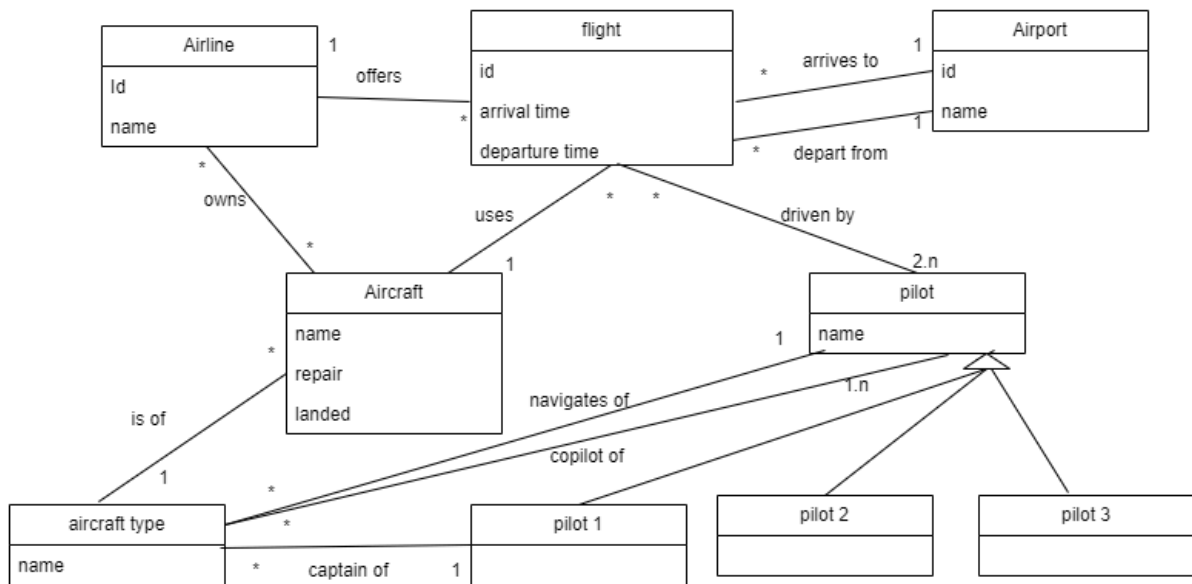 Airline
Id
name
1
offers
*
flight
id
arrival time
departure time
Airport
id
name
1
arrives to
*
1
depart from
*
*
owns
*
uses
*
1
*
driven by
2.n
Aircraft
name
repair
landed
pilot
name
*
is of
1
1
navigates of
*
1.n
copilot of
*
aircraft type
name
*
captain of
1
pilot 1
pilot 2
pilot 3